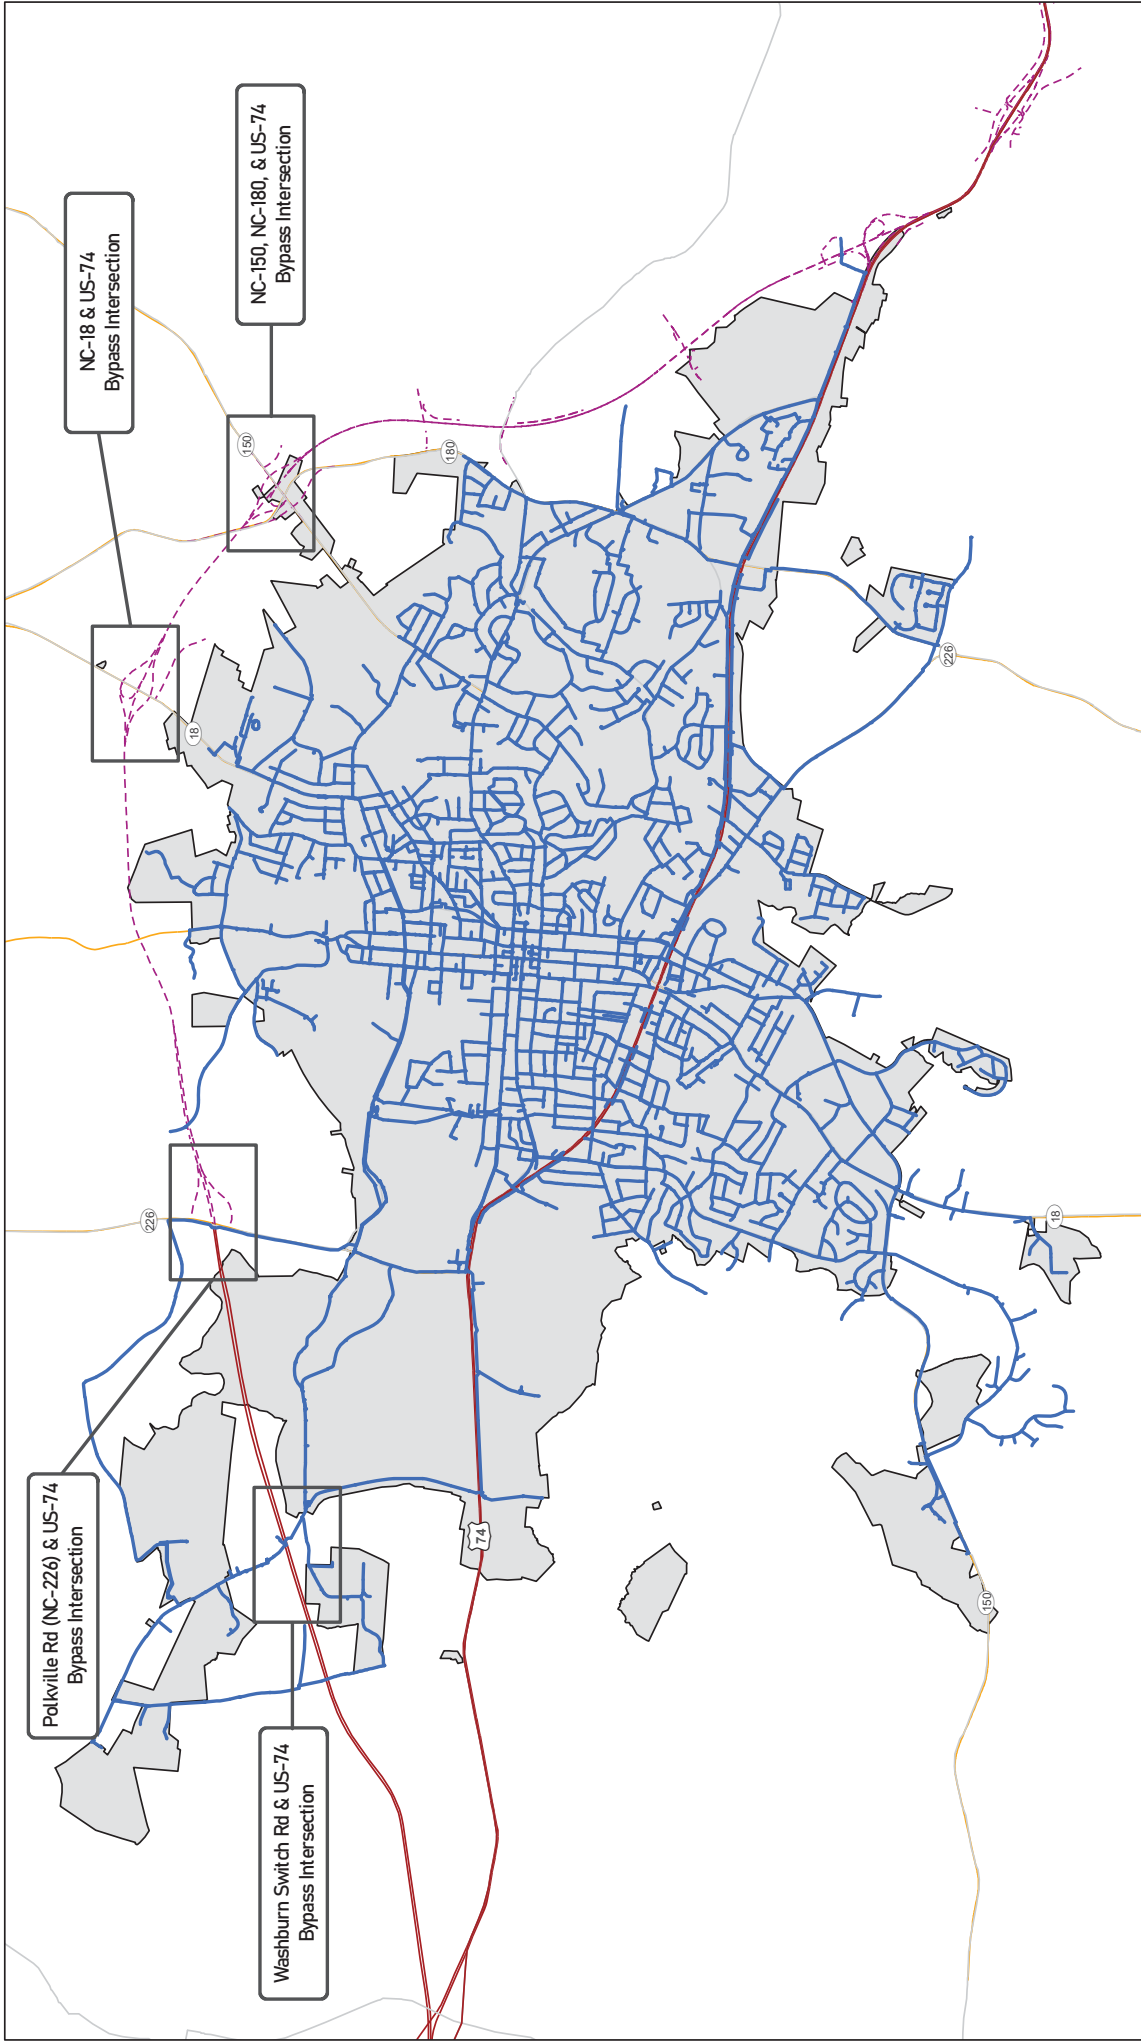 Polkville Rd (NC-226) & US-74
Bypass Intersection
Washburn Switch Rd & US-74
Bypass Intersection
NC-18 & US-74
Bypass Intersection
NC-150, NC-180, & US-74
Bypass Intersection
226
18
150
180
74
226
18
150